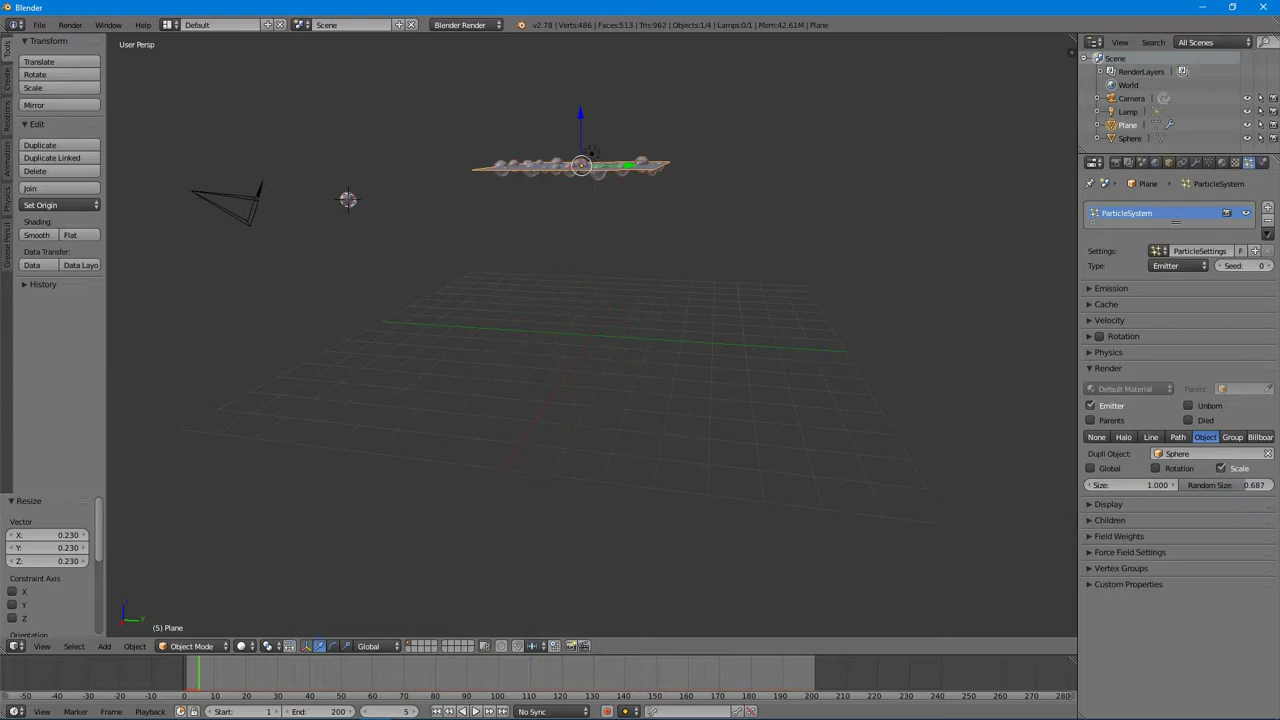 Blender
File Render Window Help Default Scene Blender Render v2.78 | Verts:486 | Faces:513 | Tris:962 | Objects:1/4 | Lamps:0/1 | Mem:42.61M | Plane
Tools
Create
Relations
Animation
Physics
Grease Pencil
Transform
Translate
Rotate
Scale
Mirror
Edit
Duplicate
Duplicate Linked
Delete
Join
Set Origin
Shading:
Smooth Flat
Data Transfer:
Data Data Layo
History
Resize
Vector
X: 0.230
Y: 0.230
Z: 0.230
Constraint Axis
X
Y
Z
Orientation
User Persp
(5) Plane
View Select Add Object Object Mode Global
-50 -40 -30 -20 -10 0 10 20 30 40 50 60 70 80 90 100 110 120 130 140 150 160 170 180 190 200 210 220 230 240 250 260 270 280
View Marker Frame Playback Start: 1 End: 200 5 No Sync
View Search All Scenes
Scene
RenderLayers
World
Camera
Lamp
Plane
Sphere
Plane ParticleSystem
ParticleSystem
Settings: ParticleSettings F
Type: Emitter Seed: 0
Emission
Cache
Velocity
Rotation
Physics
Render
Default Material Parent:
Emitter Unborn
Parents Died
None Halo Line Path Object Group Billboar
Dupli Object: Sphere
Global Rotation Scale
Size: 1.000 Random Size: 0.687
Display
Children
Field Weights
Force Field Settings
Vertex Groups
Custom Properties